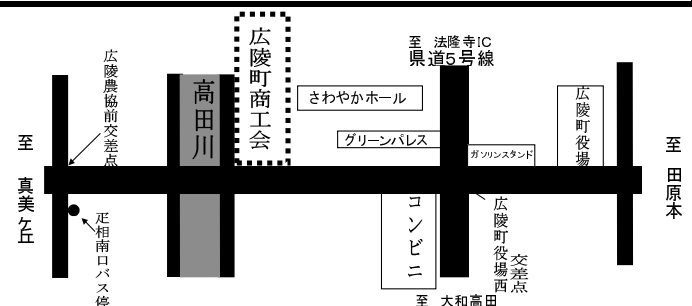 至 真美ケ丘
広陵農協前交差点
疋相南口バス停
高田川
広陵町商工会
さわやかホール
グリーンパレス
至 法隆寺IC
県道5号線
ガソリンスタンド
広陵町役場
コンビニ
広陵町役場西
交差点
至 大和高田
至 田原本